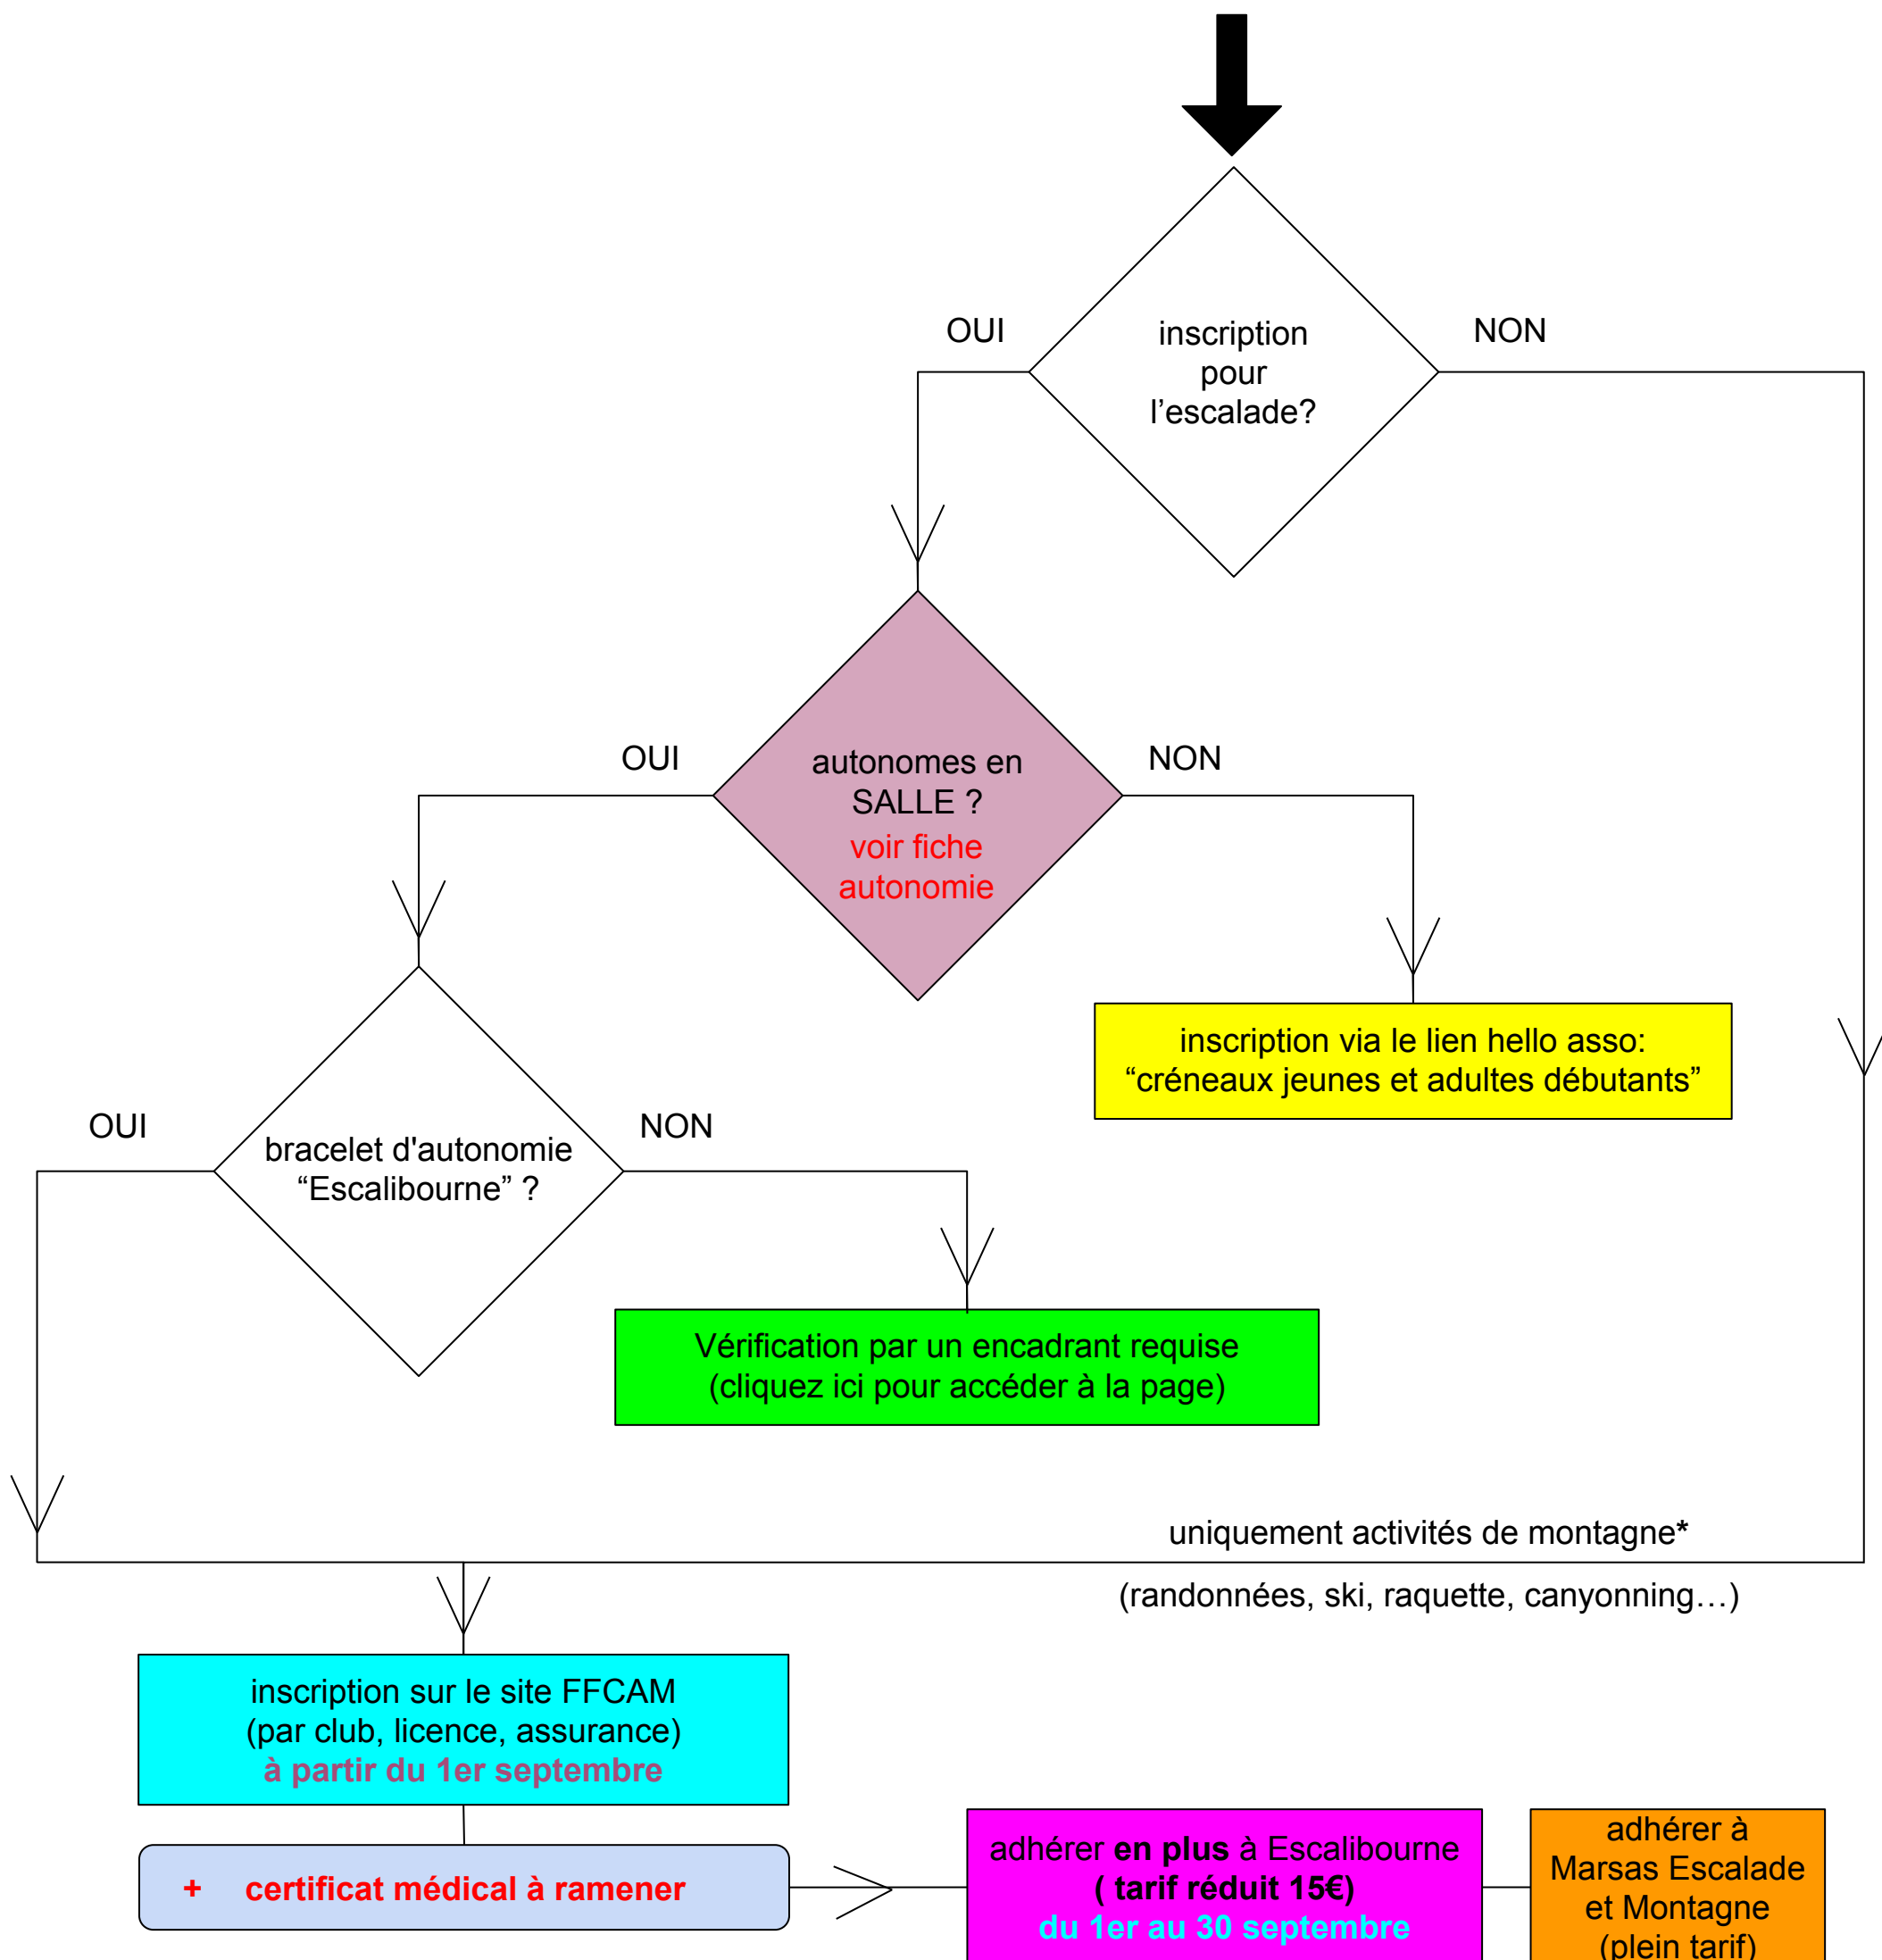 OUI
inscription
pour
l’escalade?
NON
OUI
autonomes en
SALLE ?
voir fiche
autonomie
NON
inscription via le lien hello asso:
“créneaux jeunes et adultes débutants”
OUI
bracelet d'autonomie
“Escalibourne” ?
NON
Vérification par un encadrant requise
(cliquez ici pour accéder à la page)
uniquement activités de montagne*
(randonnées, ski, raquette, canyonning…)
inscription sur le site FFCAM
(par club, licence, assurance)
à partir du 1er septembre
+ certificat médical à ramener
adhérer en plus à Escalibourne
( tarif réduit 15€)
du 1er au 30 septembre
adhérer à
Marsas Escalade
et Montagne
(plein tarif)